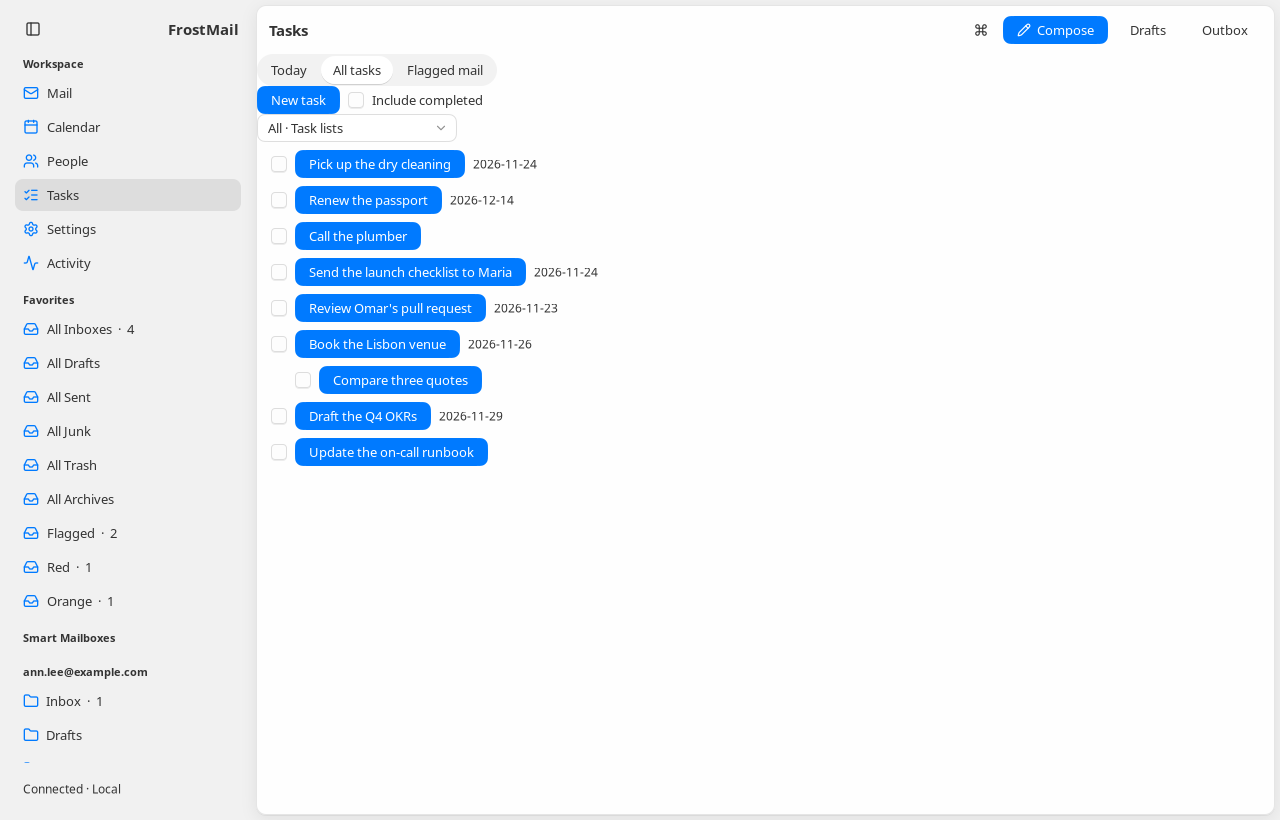 FrostMail
Workspace
Mail
Calendar
People
Tasks
Settings
Activity
Favorites
All Inboxes · 4
All Drafts
All Sent
All Junk
All Trash
All Archives
Flagged · 2
Red · 1
Orange · 1
Smart Mailboxes
ann.lee@example.com
Inbox · 1
Drafts
Connected · Local
Tasks
⌘ Compose Drafts Outbox
Today All tasks Flagged mail
New task Include completed
All · Task lists
Pick up the dry cleaning 2026-11-24
Renew the passport 2026-12-14
Call the plumber
Send the launch checklist to Maria 2026-11-24
Review Omar's pull request 2026-11-23
Book the Lisbon venue 2026-11-26
Compare three quotes
Draft the Q4 OKRs 2026-11-29
Update the on-call runbook